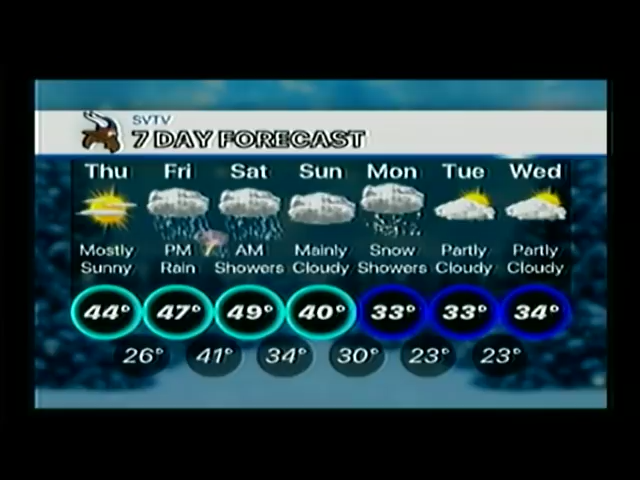 SVTV
7 DAY FORECAST
Thu Fri Sat Sun Mon Tue Wed
Mostly PM AM Mainly Snow Partly Partly
Sunny Rain Showers Cloudy Showers Cloudy Cloudy
44° 47° 49° 40° 33° 33° 34°
26° 41° 34° 30° 23° 23°